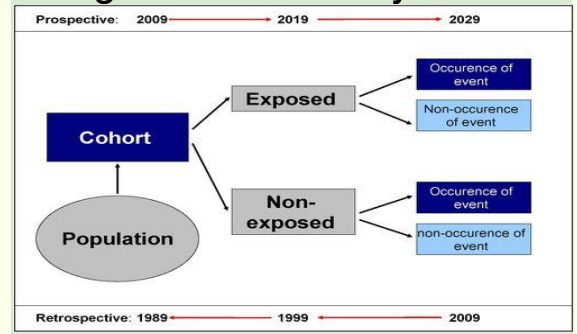 Prospective: 2009 2019 2029
Occurence of
event
Exposed
Non-occurence
of event
Cohort
Non-
exposed
Occurence of
event
Population
non-occurence of
event
Retrospective: 1989 1999 2009